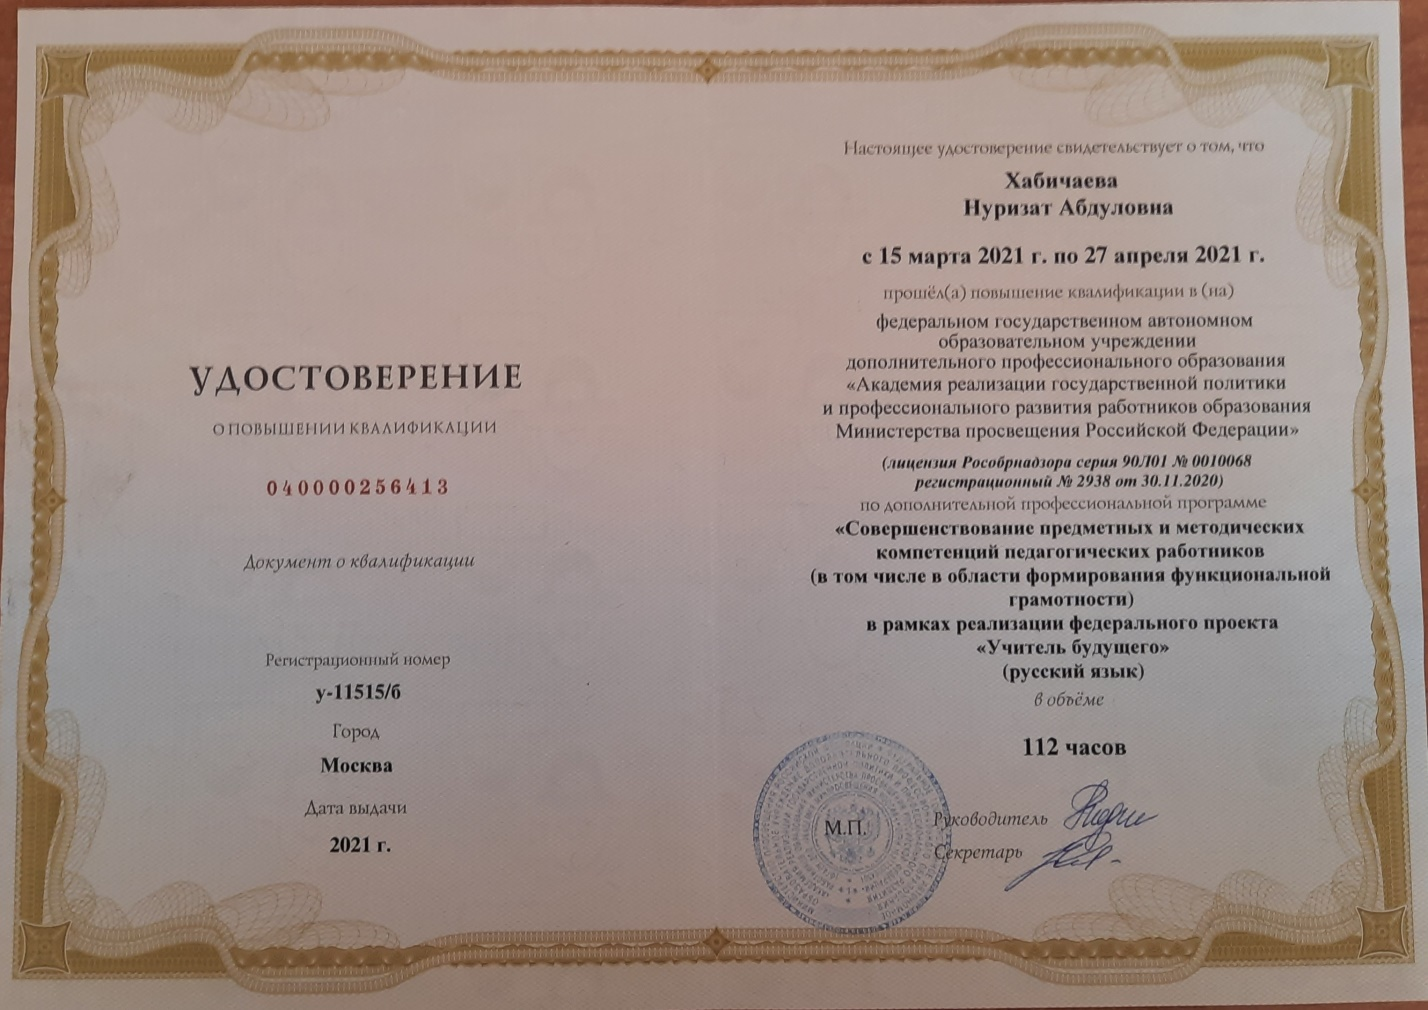 УДОСТОВЕРЕНИЕ
О ПОВЫШЕНИИ КВАЛИФИКАЦИИ
040000256413
Документ о квалификации
Регистрационный номер
у-11515/б
Город
Москва
Дата выдачи
2021 г.
Настоящее удостоверение свидетельствует о том, что
Хабичаева
Нуризат Абдуловна
с 15 марта 2021 г. по 27 апреля 2021 г.
прошёл(а) повышение квалификации в (на)
федеральном государственном автономном
образовательном учреждении
дополнительного профессионального образования
«Академия реализации государственной политики
и профессионального развития работников образования
Министерства просвещения Российской Федерации»
(лицензия Рособрнадзора серия 90Л01 № 0010068
регистрационный № 2938 от 30.11.2020)
по дополнительной профессиональной программе
«Совершенствование предметных и методических
компетенций педагогических работников
(в том числе в области формирования функциональной
грамотности)
в рамках реализации федерального проекта
«Учитель будущего»
(русский язык)
в объёме
112 часов
М.П.
Руководитель
Секретарь